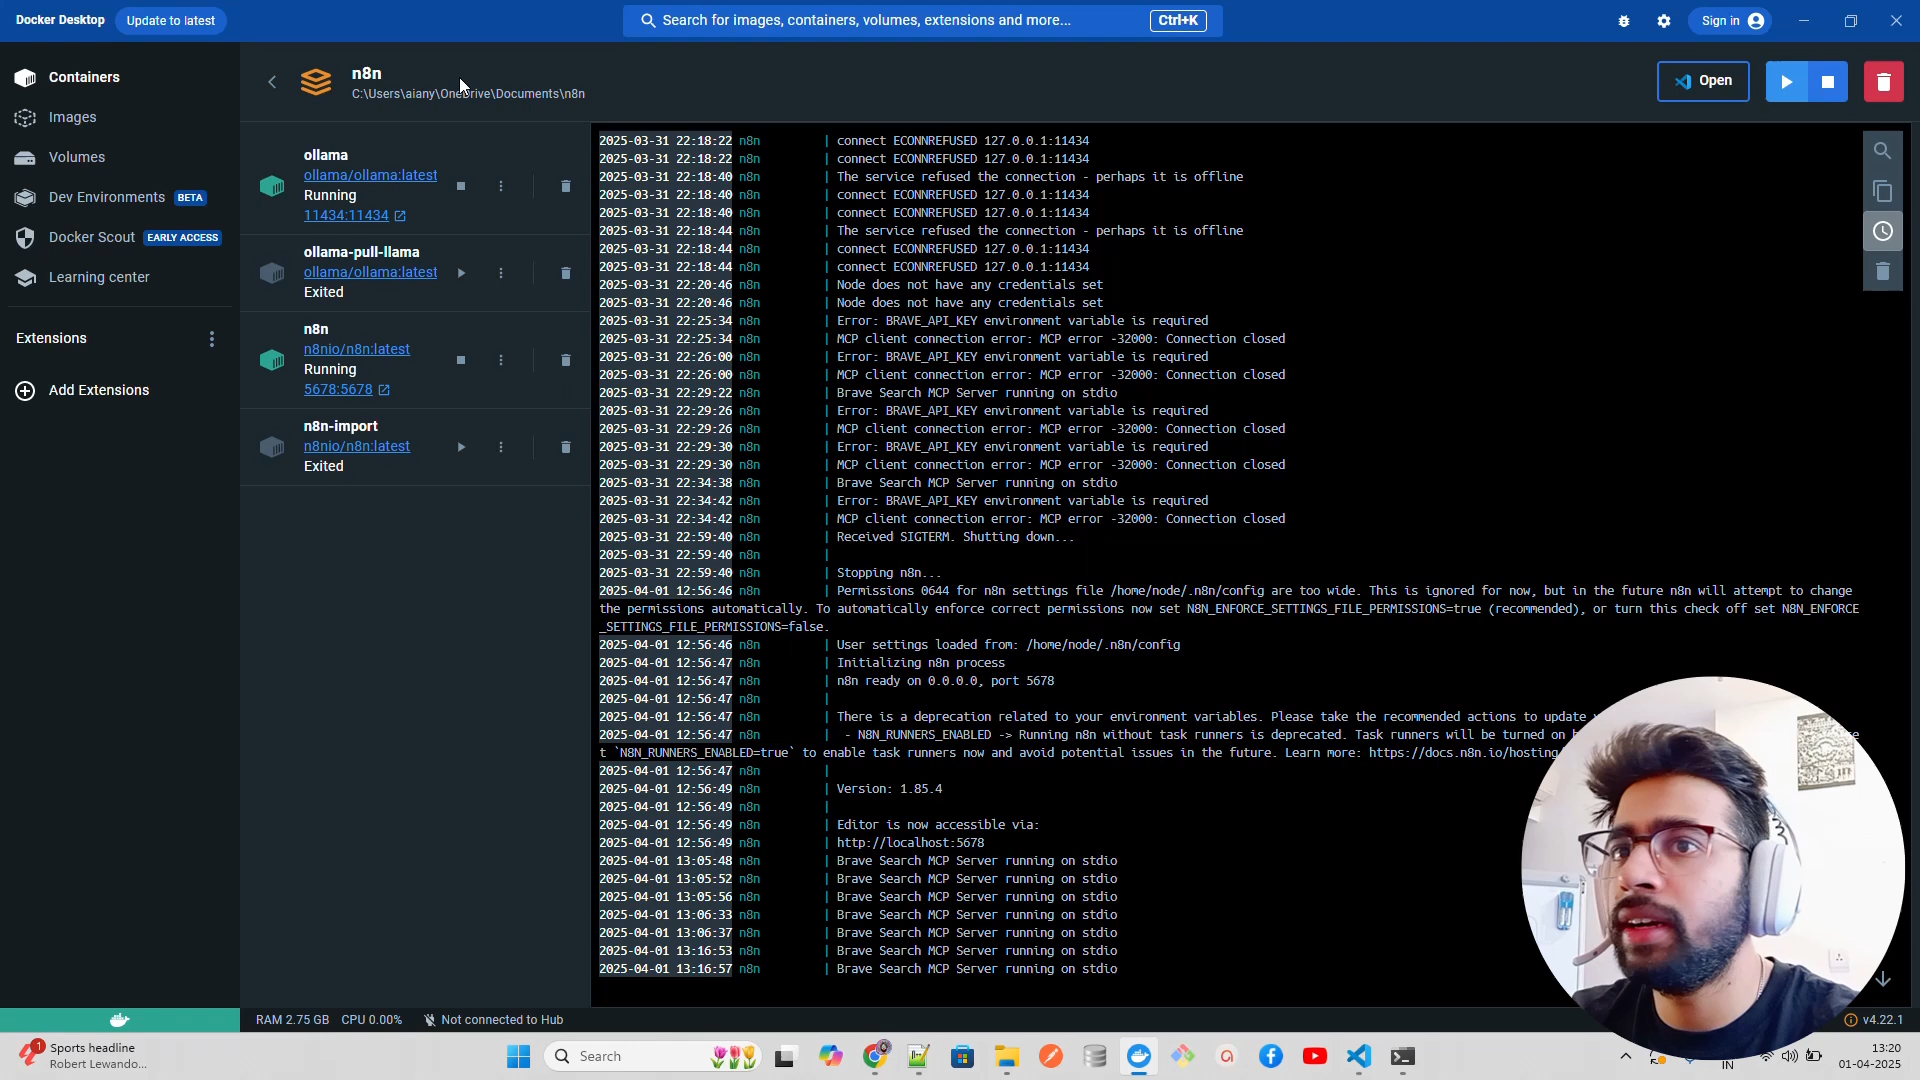 Docker Desktop
Update to latest
Search for images, containers, volumes, extensions and more...
Ctrl+K
Sign in
Containers
Images
Volumes
Dev Environments BETA
Docker Scout EARLY ACCESS
Learning center
Extensions
Add Extensions
n8n
C:\Users\aiany\OneDrive\Documents\n8n
Open
ollama
ollama/ollama:latest
Running
11434:11434
ollama-pull-llama
ollama/ollama:latest
Exited
n8n
n8nio/n8n:latest
Running
5678:5678
n8n-import
n8nio/n8n:latest
Exited
2025-03-31 22:18:22 n8n | connect ECONNREFUSED 127.0.0.1:11434
2025-03-31 22:18:22 n8n | connect ECONNREFUSED 127.0.0.1:11434
2025-03-31 22:18:40 n8n | The service refused the connection - perhaps it is offline
2025-03-31 22:18:40 n8n | connect ECONNREFUSED 127.0.0.1:11434
2025-03-31 22:18:40 n8n | connect ECONNREFUSED 127.0.0.1:11434
2025-03-31 22:18:44 n8n | The service refused the connection - perhaps it is offline
2025-03-31 22:18:44 n8n | connect ECONNREFUSED 127.0.0.1:11434
2025-03-31 22:18:44 n8n | connect ECONNREFUSED 127.0.0.1:11434
2025-03-31 22:20:46 n8n | Node does not have any credentials set
2025-03-31 22:20:46 n8n | Node does not have any credentials set
2025-03-31 22:25:34 n8n | Error: BRAVE_API_KEY environment variable is required
2025-03-31 22:25:34 n8n | MCP client connection error: MCP error -32000: Connection closed
2025-03-31 22:26:00 n8n | Error: BRAVE_API_KEY environment variable is required
2025-03-31 22:26:00 n8n | MCP client connection error: MCP error -32000: Connection closed
2025-03-31 22:29:22 n8n | Brave Search MCP Server running on stdio
2025-03-31 22:29:26 n8n | Error: BRAVE_API_KEY environment variable is required
2025-03-31 22:29:26 n8n | MCP client connection error: MCP error -32000: Connection closed
2025-03-31 22:29:30 n8n | Error: BRAVE_API_KEY environment variable is required
2025-03-31 22:29:30 n8n | MCP client connection error: MCP error -32000: Connection closed
2025-03-31 22:34:38 n8n | Brave Search MCP Server running on stdio
2025-03-31 22:34:42 n8n | Error: BRAVE_API_KEY environment variable is required
2025-03-31 22:34:42 n8n | MCP client connection error: MCP error -32000: Connection closed
2025-03-31 22:59:40 n8n | Received SIGTERM. Shutting down...
2025-03-31 22:59:40 n8n |
2025-03-31 22:59:40 n8n | Stopping n8n...
2025-04-01 12:56:46 n8n | Permissions 0644 for n8n settings file /home/node/.n8n/config are too wide. This is ignored for now, but in the future n8n will attempt to change
the permissions automatically. To automatically enforce correct permissions now set N8N_ENFORCE_SETTINGS_FILE_PERMISSIONS=true (recommended), or turn this check off set N8N_ENFORCE
_SETTINGS_FILE_PERMISSIONS=false.
2025-04-01 12:56:46 n8n | User settings loaded from: /home/node/.n8n/config
2025-04-01 12:56:47 n8n | Initializing n8n process
2025-04-01 12:56:47 n8n | n8n ready on 0.0.0.0, port 5678
2025-04-01 12:56:47 n8n |
2025-04-01 12:56:47 n8n | There is a deprecation related to your environment variables. Please take the recommended actions to update
2025-04-01 12:56:47 n8n | - N8N_RUNNERS_ENABLED -> Running n8n without task runners is deprecated. Task runners will be turned on
t `N8N_RUNNERS_ENABLED=true` to enable task runners now and avoid potential issues in the future. Learn more: https://docs.n8n.io/hosting
2025-04-01 12:56:47 n8n |
2025-04-01 12:56:49 n8n | Version: 1.85.4
2025-04-01 12:56:49 n8n |
2025-04-01 12:56:49 n8n | Editor is now accessible via:
2025-04-01 12:56:49 n8n | http://localhost:5678
2025-04-01 13:05:48 n8n | Brave Search MCP Server running on stdio
2025-04-01 13:05:52 n8n | Brave Search MCP Server running on stdio
2025-04-01 13:05:56 n8n | Brave Search MCP Server running on stdio
2025-04-01 13:06:33 n8n | Brave Search MCP Server running on stdio
2025-04-01 13:06:37 n8n | Brave Search MCP Server running on stdio
2025-04-01 13:16:53 n8n | Brave Search MCP Server running on stdio
2025-04-01 13:16:57 n8n | Brave Search MCP Server running on stdio
RAM 2.75 GB CPU 0.00% Not connected to Hub
v4.22.1
1
Sports headline
Robert Lewando...
Search
IN
13:20
01-04-2025